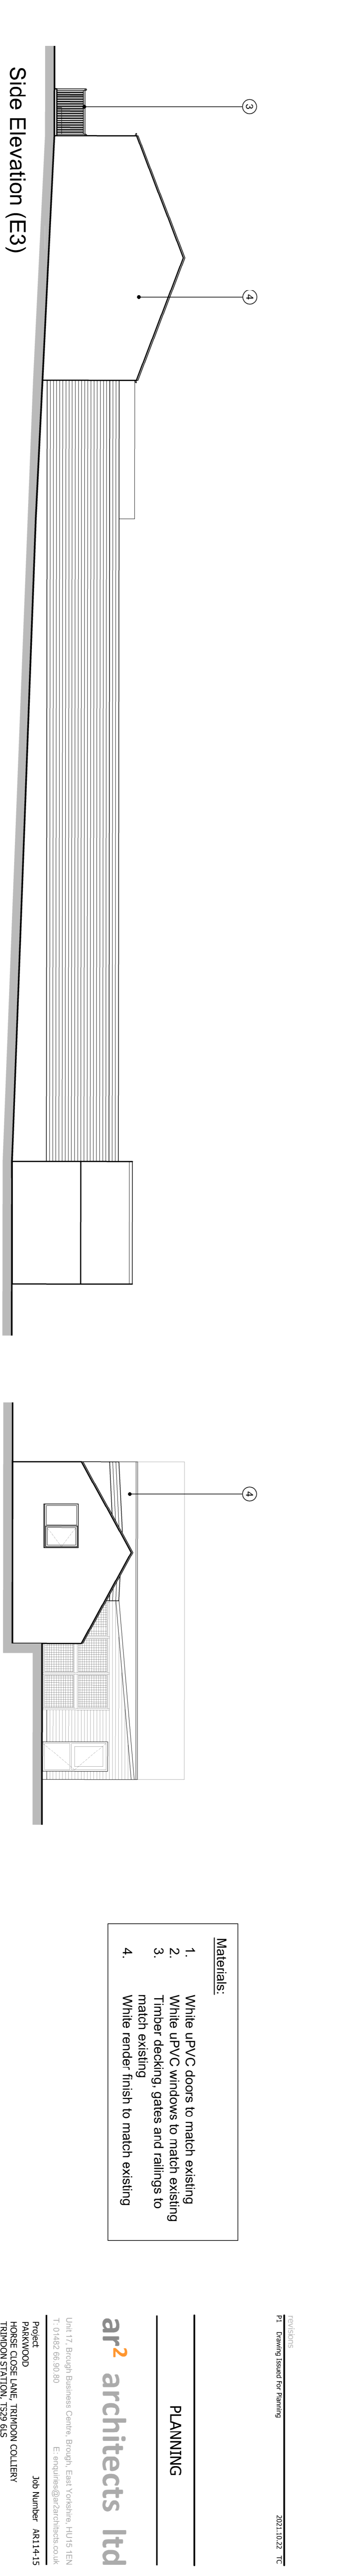 3
4
Side Elevation (E3)
4
Materials:
1. White uPVC doors to match existing
2. White uPVC windows to match existing
3. Timber decking, gates and railings to
match existing
4. White render finish to match existing
revisions
P1 Drawing Issued For Planning 2021.10.22 TC
PLANNING
ar2 architects ltd
Unit 17, Brough Business Centre, Brough, East Yorkshire, HU15 1EN
T: 01482 66 90 80 E: enquiries@ar2architects.co.uk
Project Job Number AR114-15
PARKWOOD
HORSE CLOSE LANE, TRIMDON COLLIERY
TRIMDON STATION, TS29 6LS